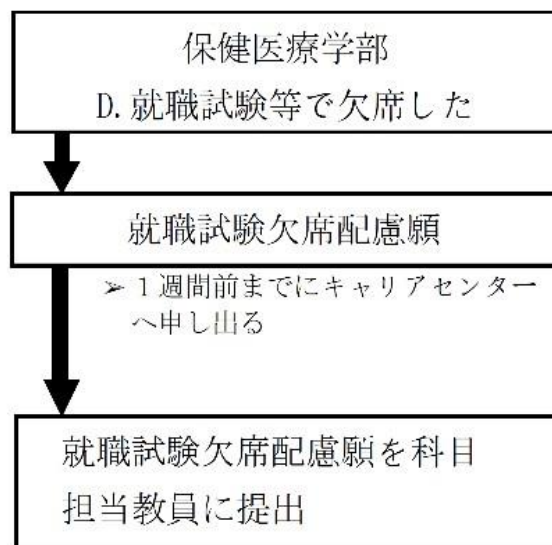 保健医療学部
D. 就職試験等で欠席した
就職試験欠席配慮願
➢ 1週間前までにキャリアセンター
へ申し出る
就職試験欠席配慮願を科目
担当教員に提出